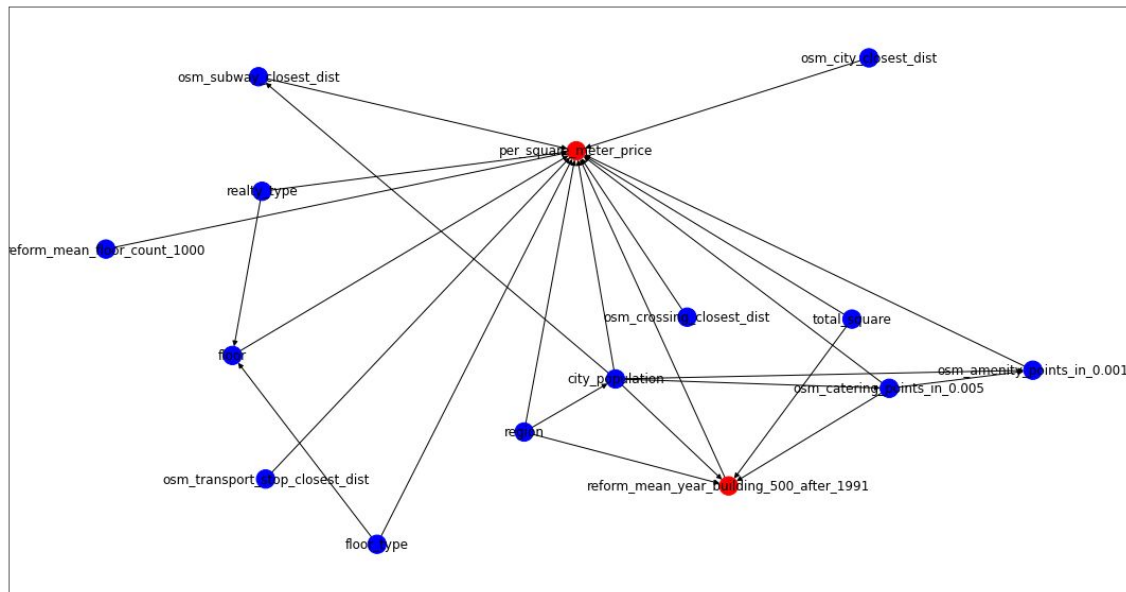 osm_subway_closest_dist
osm_city_closest_dist
per_square_meter_price
realty_type
reform_mean_floor_count_1000
osm_crossing_closest_dist
total_square
floor
osm_amenity_points_in_0.001
city_population
osm_catering_points_in_0.005
region
osm_transport_stop_closest_dist
reform_mean_year_building_500_after_1991
floor_type